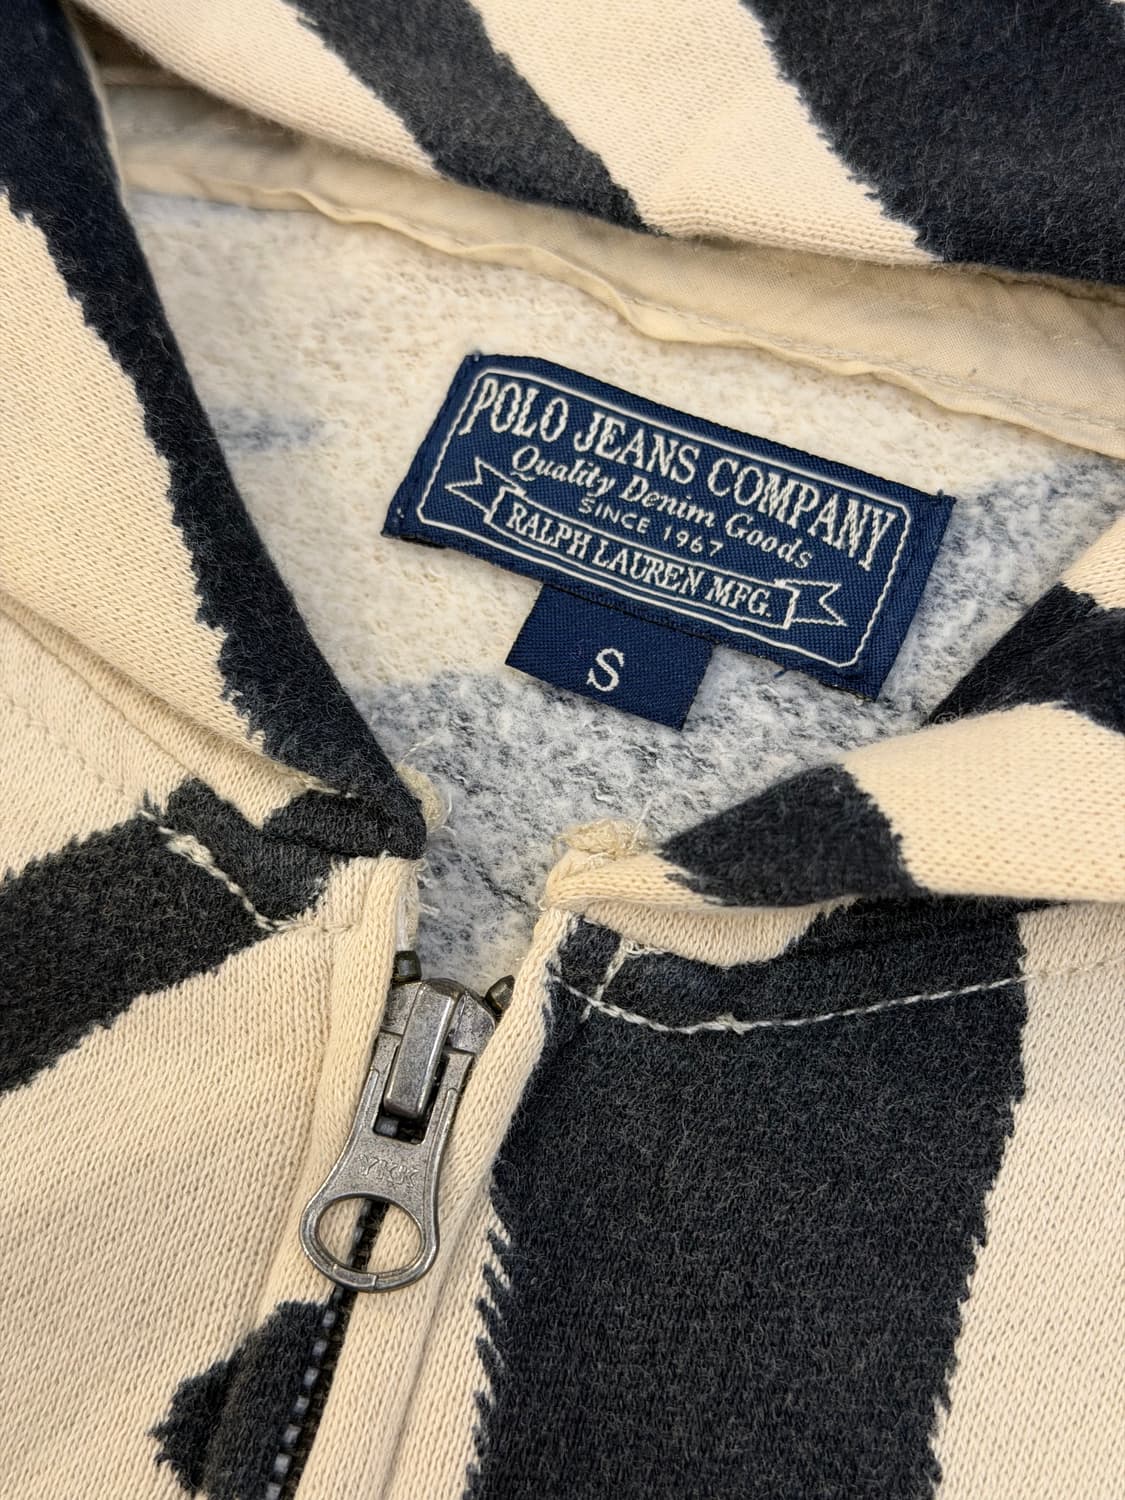 POLO JEANS COMPANY
Quality Denim Goods
SINCE 1967
RALPH LAUREN MFG.
S
YKK